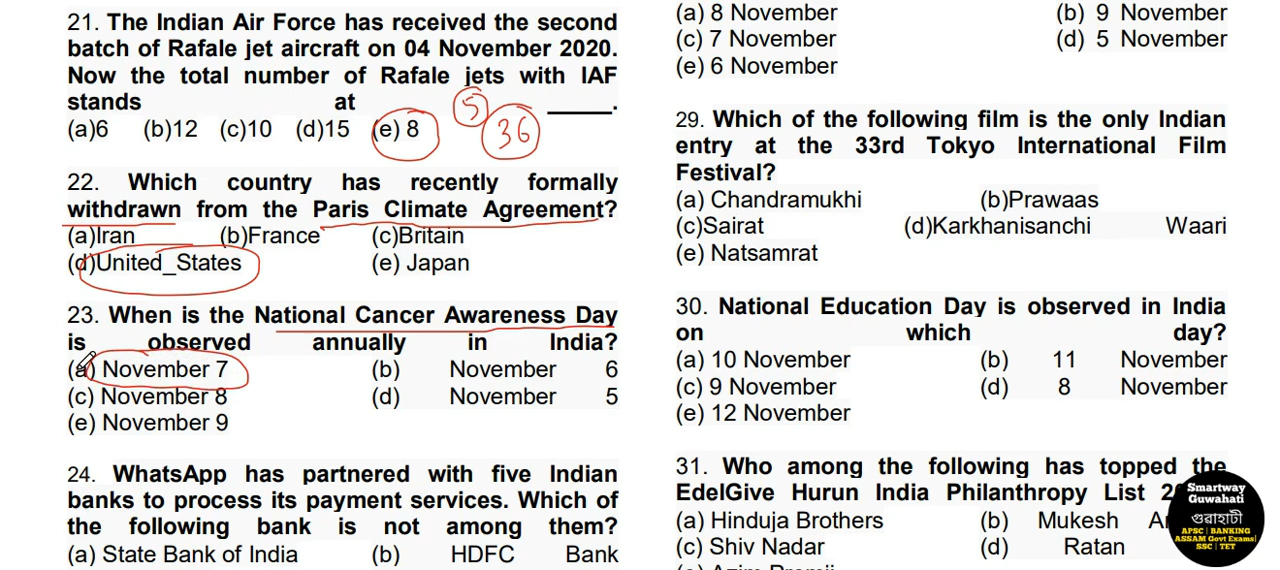 21. The Indian Air Force has received the second
batch of Rafale jet aircraft on 04 November 2020.
Now the total number of Rafale jets with IAF
stands at _____.
(a)6 (b)12 (c)10 (d)15 (e) 8
5
36
22. Which country has recently formally
withdrawn from the Paris Climate Agreement?
(a)Iran (b)France (c)Britain
(d)United_States (e) Japan
23. When is the National Cancer Awareness Day
is observed annually in India?
(a) November 7 (b) November 6
(c) November 8 (d) November 5
(e) November 9
24. WhatsApp has partnered with five Indian
banks to process its payment services. Which of
the following bank is not among them?
(a) State Bank of India (b) HDFC Bank
(a) 8 November (b) 9 November
(c) 7 November (d) 5 November
(e) 6 November
29. Which of the following film is the only Indian
entry at the 33rd Tokyo International Film
Festival?
(a) Chandramukhi (b)Prawaas
(c)Sairat (d)Karkhanisanchi Waari
(e) Natsamrat
30. National Education Day is observed in India
on which day?
(a) 10 November (b) 11 November
(c) 9 November (d) 8 November
(e) 12 November
31. Who among the following has topped the
EdelGive Hurun India Philanthropy List
(a) Hinduja Brothers (b) Mukesh
(c) Shiv Nadar (d) Ratan
Azim Premji
Smartway
Guwahati
গুৱাহাটী
APSC | BANKING
ASSAM Govt Exams|
SSC | TET